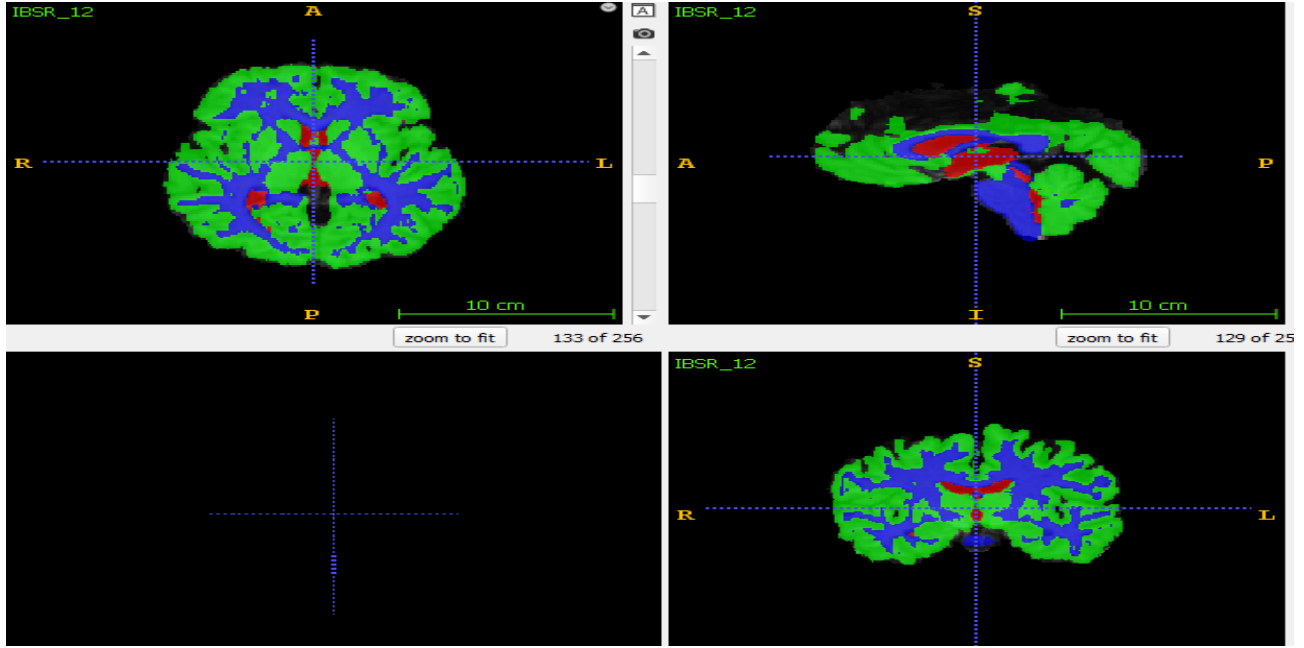 IBSR_12
A
A
R
L
P
10 cm
zoom to fit
133 of 256
IBSR_12
S
A
P
I
10 cm
zoom to fit
129 of 25
IBSR_12
S
R
L